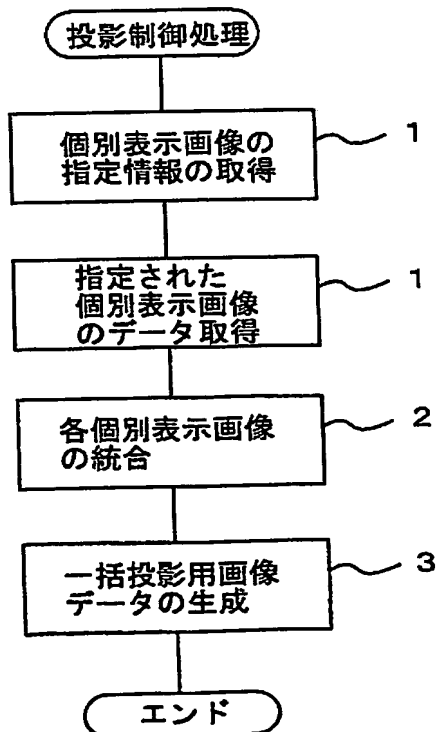 投影制御処理
個別表示画像の
指定情報の取得
1
指定された
個別表示画像
のデータ取得
1
各個別表示画像
の統合
2
一括投影用画像
データの生成
3
エンド